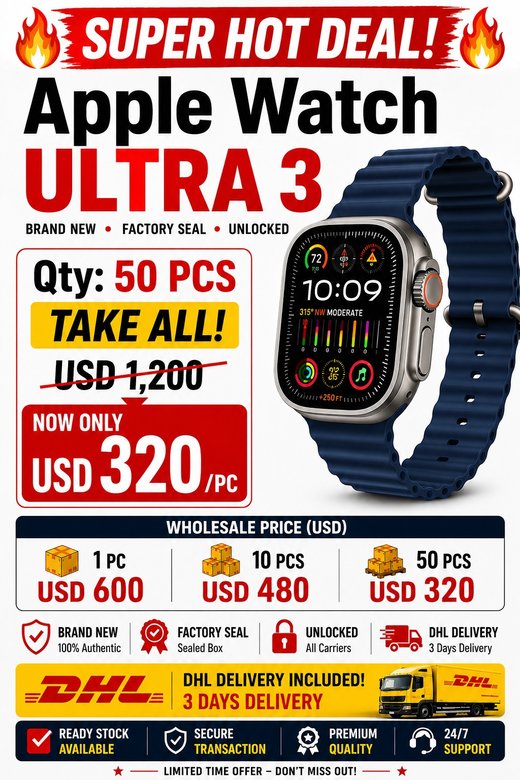 SUPER HOT DEAL!
Apple Watch
ULTRA 3
BRAND NEW • FACTORY SEAL • UNLOCKED
Qty: 50 PCS
TAKE ALL!
USD 1,200
NOW ONLY
USD 320/PC
72
10:09
315° NW MODERATE
+250 FT
WHOLESALE PRICE (USD)
1 PC
USD 600
10 PCS
USD 480
50 PCS
USD 320
BRAND NEW
100% Authentic
FACTORY SEAL
Sealed Box
UNLOCKED
All Carriers
DHL DELIVERY
3 Days Delivery
DHL
DHL DELIVERY INCLUDED!
3 DAYS DELIVERY
DHL
READY STOCK
AVAILABLE
SECURE
TRANSACTION
PREMIUM
QUALITY
24/7
SUPPORT
★ LIMITED TIME OFFER – DON'T MISS OUT! ★